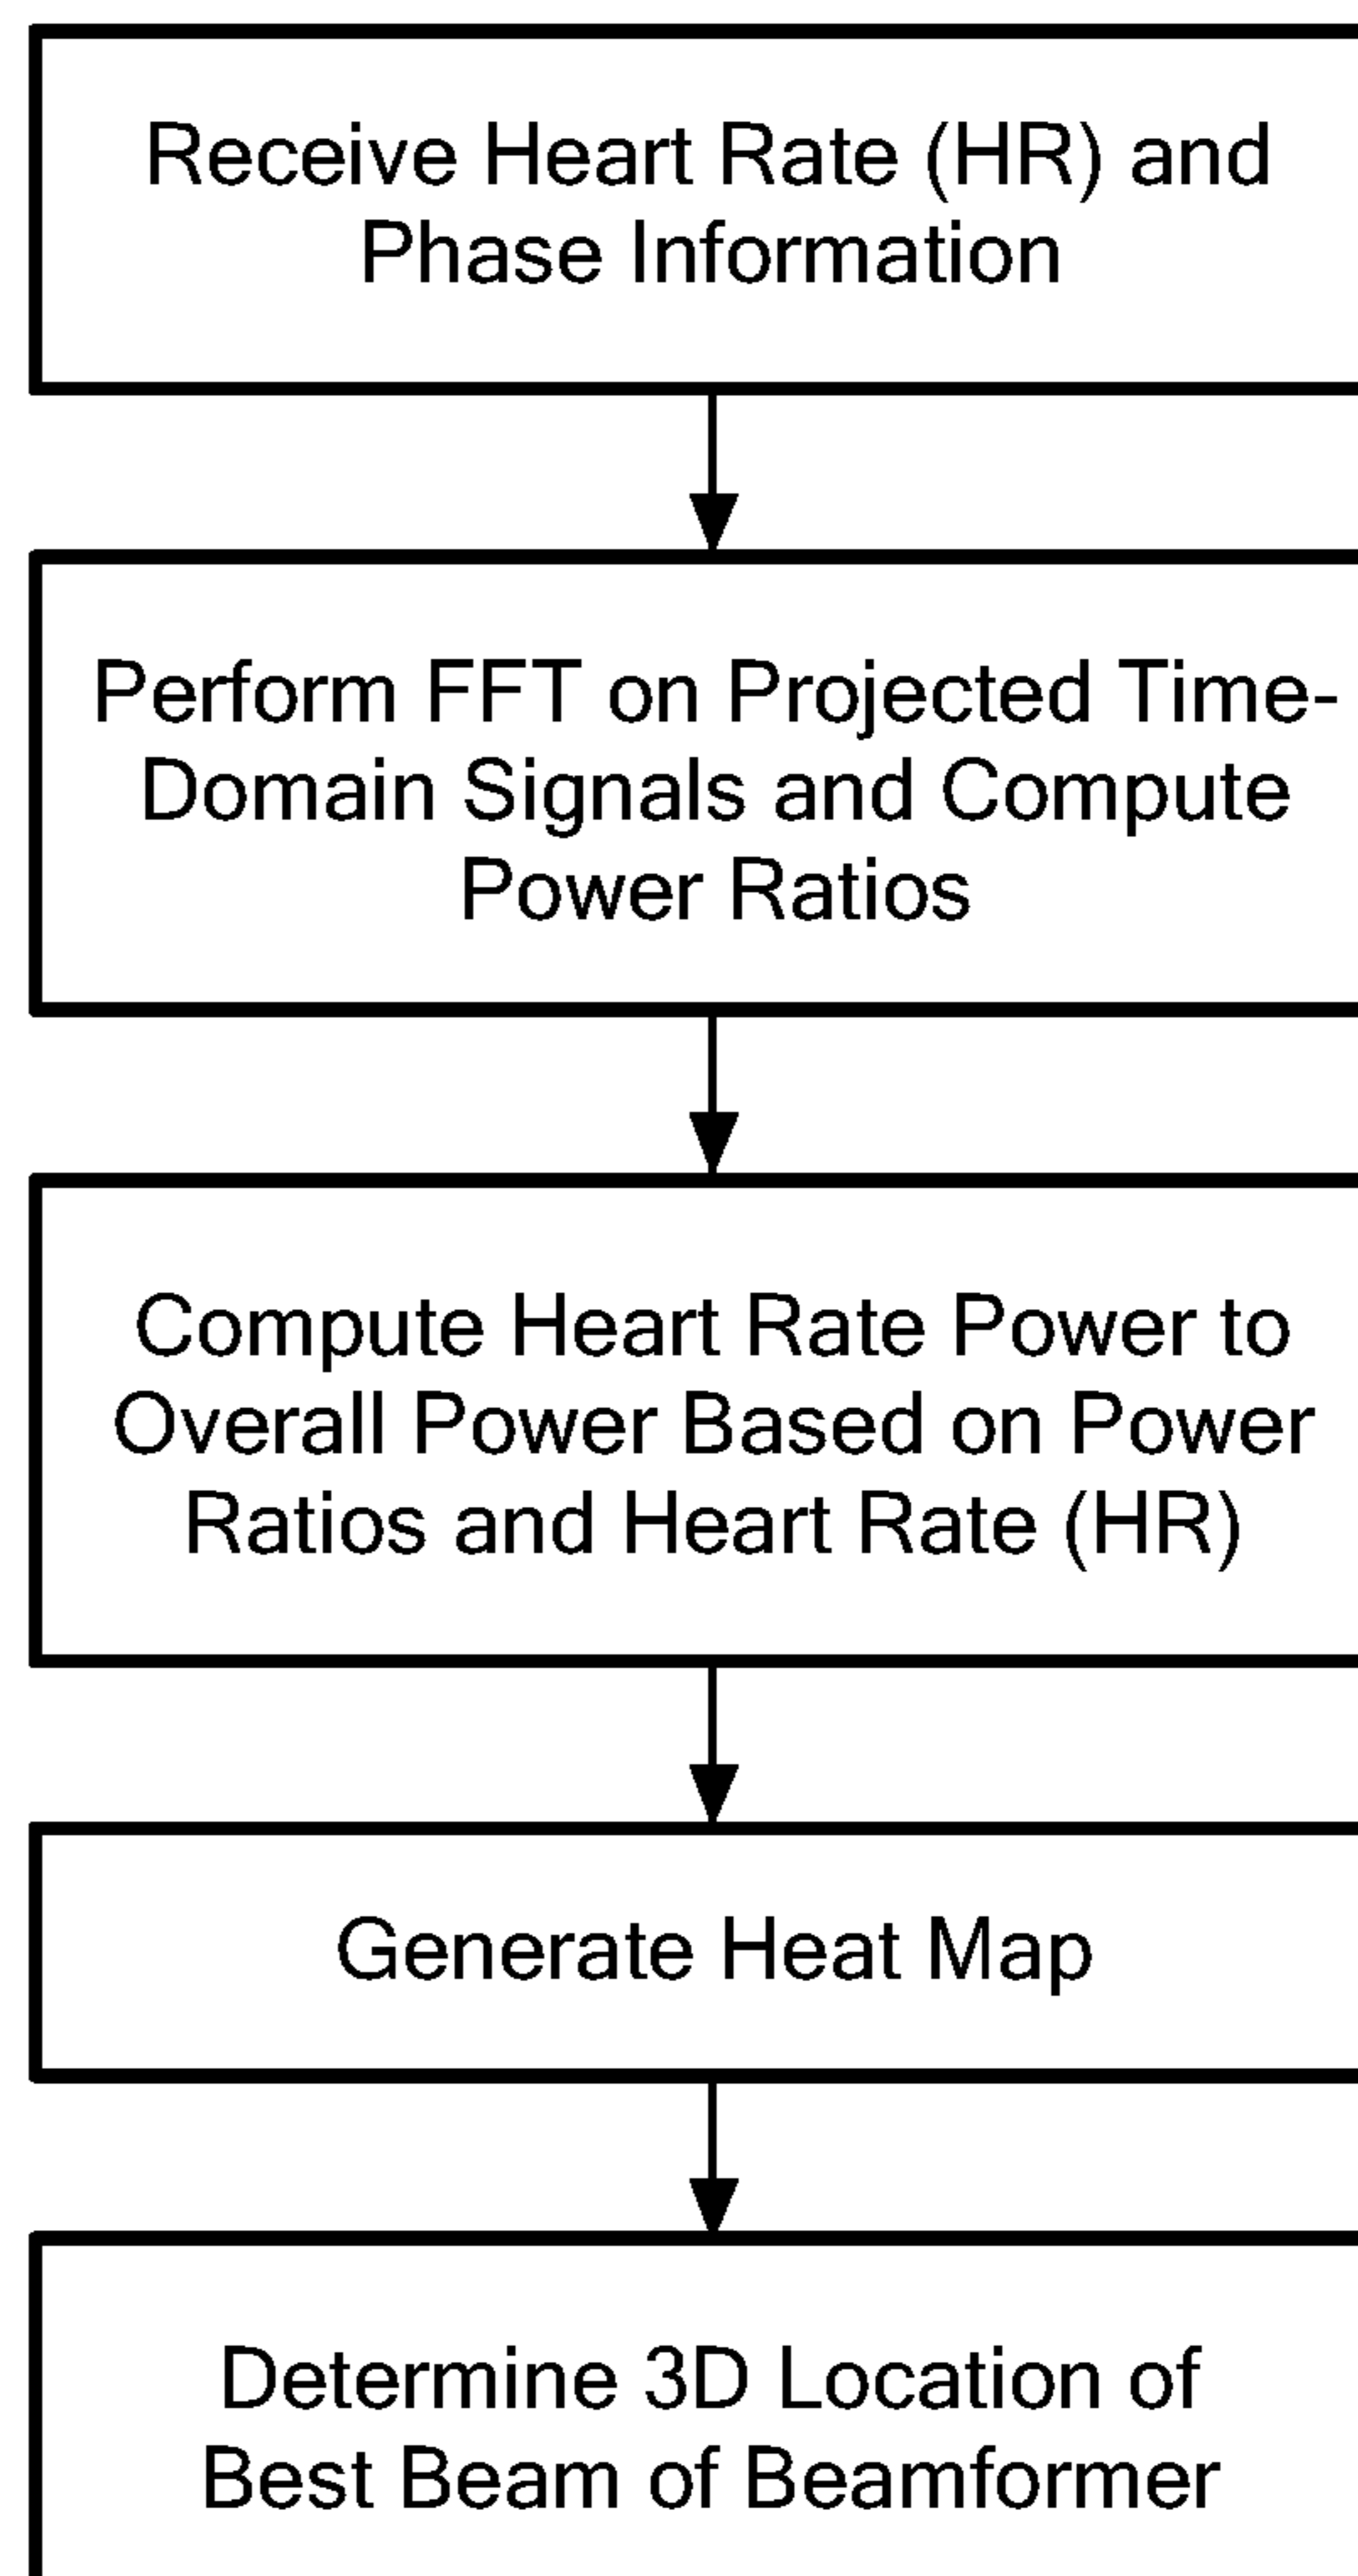 Receive Heart Rate (HR) and
Phase Information
Perform FFT on Projected Time-
Domain Signals and Compute
Power Ratios
Compute Heart Rate Power to
Overall Power Based on Power
Ratios and Heart Rate (HR)
Generate Heat Map
Determine 3D Location of
Best Beam of Beamformer